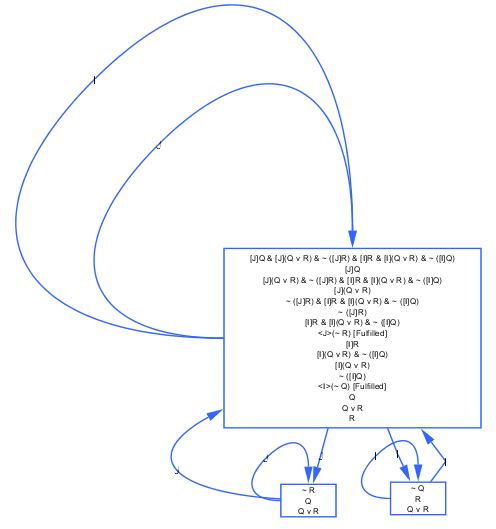 I
J
[J]Q & [J](Q v R) & ~ ([J]R) & [I]R & [I](Q v R) & ~ ([I]Q)
[J]Q
[J](Q v R) & ~ ([J]R) & [I]R & [I](Q v R) & ~ ([I]Q)
[J](Q v R)
~ ([J]R) & [I]R & [I](Q v R) & ~ ([I]Q)
~ ([J]R)
[I]R & [I](Q v R) & ~ ([I]Q)
<J>(~ R) [Fulfilled]
[I]R
[I](Q v R) & ~ ([I]Q)
[I](Q v R)
~ ([I]Q)
<I>(~ Q) [Fulfilled]
Q
Q v R
R
J
J
J
I
I
I
~ R
Q
Q v R
~ Q
R
Q v R